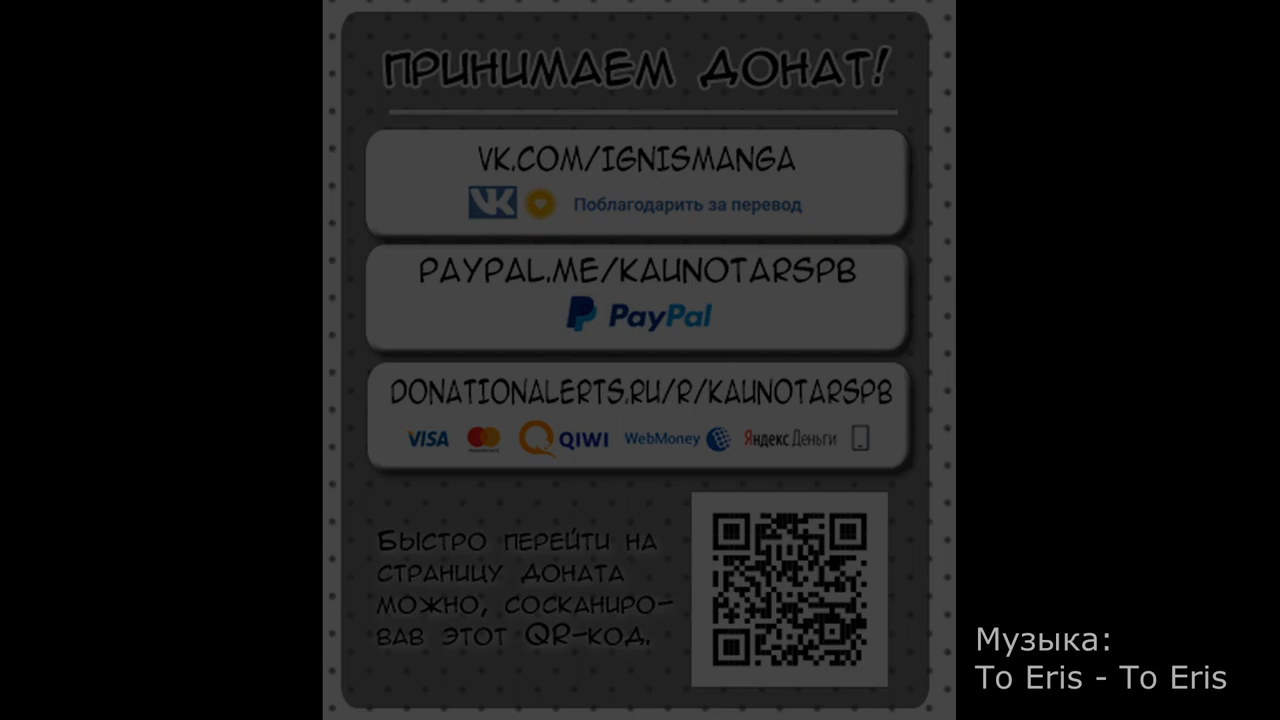 ПРИНИМАЕМ ДОНАТ!
VK.COM/IGNISMANGA
Поблагодарить за перевод
PAYPAL.ME/KAUNOTARSPB
PayPal
DONATIONALERTS.RU/R/KAUNOTARSPB
VISA QIWI WebMoney Яндекс Деньги
Быстро перейти на
страницу доната
можно, соскaниро-
вав этот QR-код.
Музыка:
To Eris - To Eris